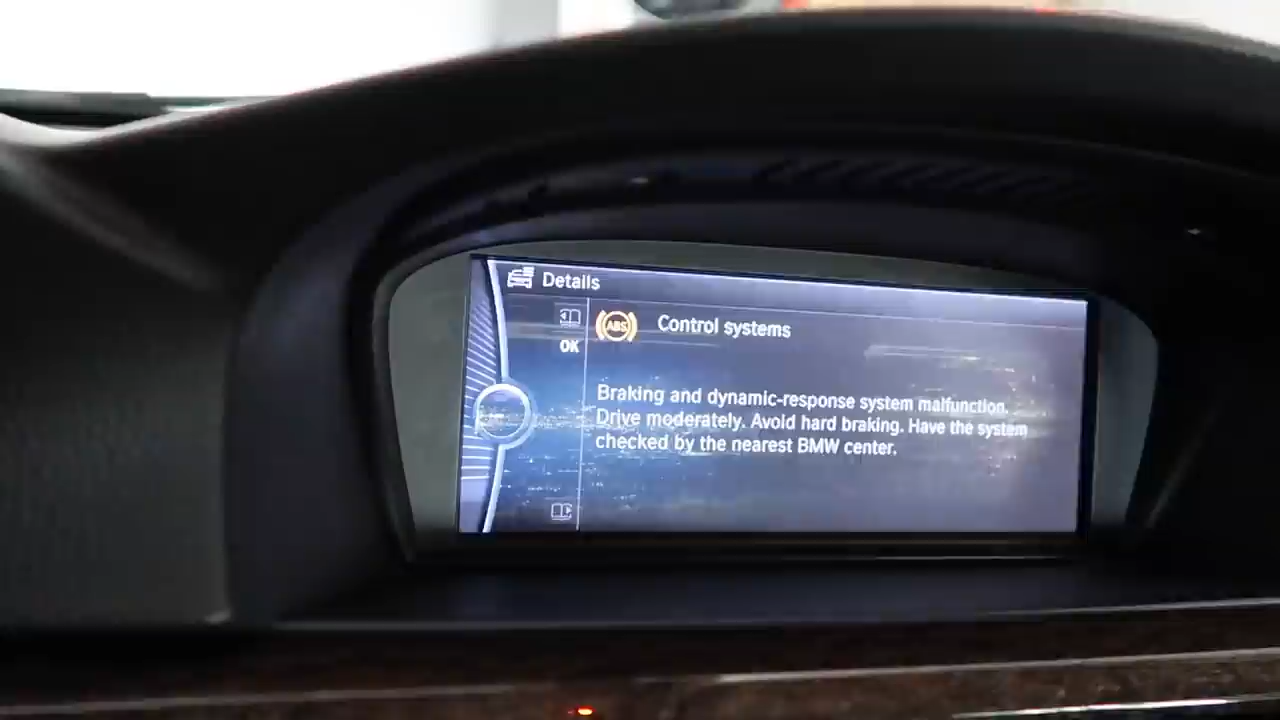 Details
OK
ABS
Control systems
Braking and dynamic-response system malfunction.
Drive moderately. Avoid hard braking. Have the system
checked by the nearest BMW center.